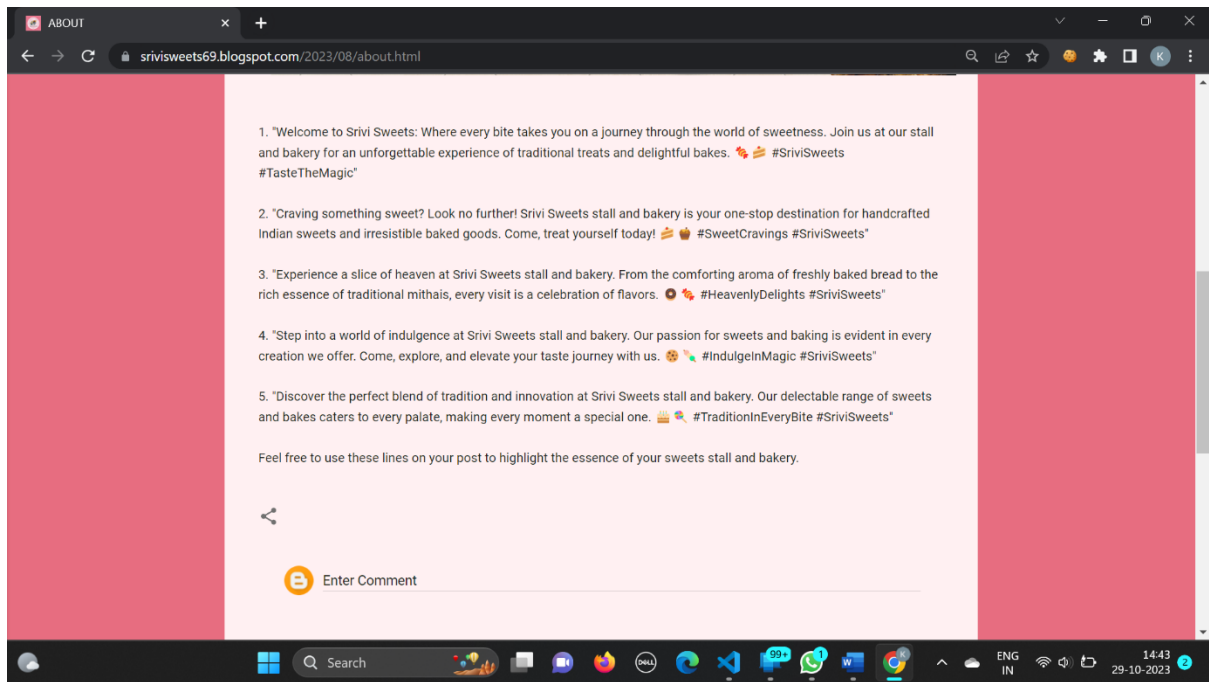 ABOUT
srivisweets69.blogspot.com/2023/08/about.html
K
1. "Welcome to Srivi Sweets: Where every bite takes you on a journey through the world of sweetness. Join us at our stall
and bakery for an unforgettable experience of traditional treats and delightful bakes. 🍬 🍰 #SriviSweets
#TasteTheMagic"
2. "Craving something sweet? Look no further! Srivi Sweets stall and bakery is your one-stop destination for handcrafted
Indian sweets and irresistible baked goods. Come, treat yourself today! 🍰 🧁 #SweetCravings #SriviSweets"
3. "Experience a slice of heaven at Srivi Sweets stall and bakery. From the comforting aroma of freshly baked bread to the
rich essence of traditional mithais, every visit is a celebration of flavors. 🍩 🍬 #HeavenlyDelights #SriviSweets"
4. "Step into a world of indulgence at Srivi Sweets stall and bakery. Our passion for sweets and baking is evident in every
creation we offer. Come, explore, and elevate your taste journey with us. 🍪 🍡 #IndulgeInMagic #SriviSweets"
5. "Discover the perfect blend of tradition and innovation at Srivi Sweets stall and bakery. Our delectable range of sweets
and bakes caters to every palate, making every moment a special one. 🎂 🍭 #TraditionInEveryBite #SriviSweets"
Feel free to use these lines on your post to highlight the essence of your sweets stall and bakery.
Enter Comment
Search
DELL
99+
1
W
K
ENG
IN
14:43
29-10-2023
2